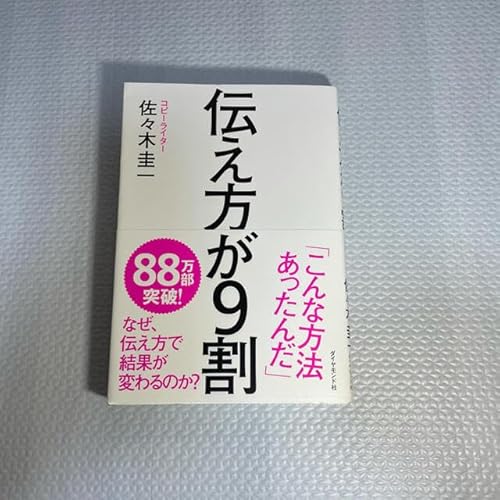 伝え方が9割
コピーライター
佐々木圭一
「こんな方法
あったんだ」
88万部
突破!
なぜ、
伝え方で
結果が
変わるのか?
ダイヤモンド社